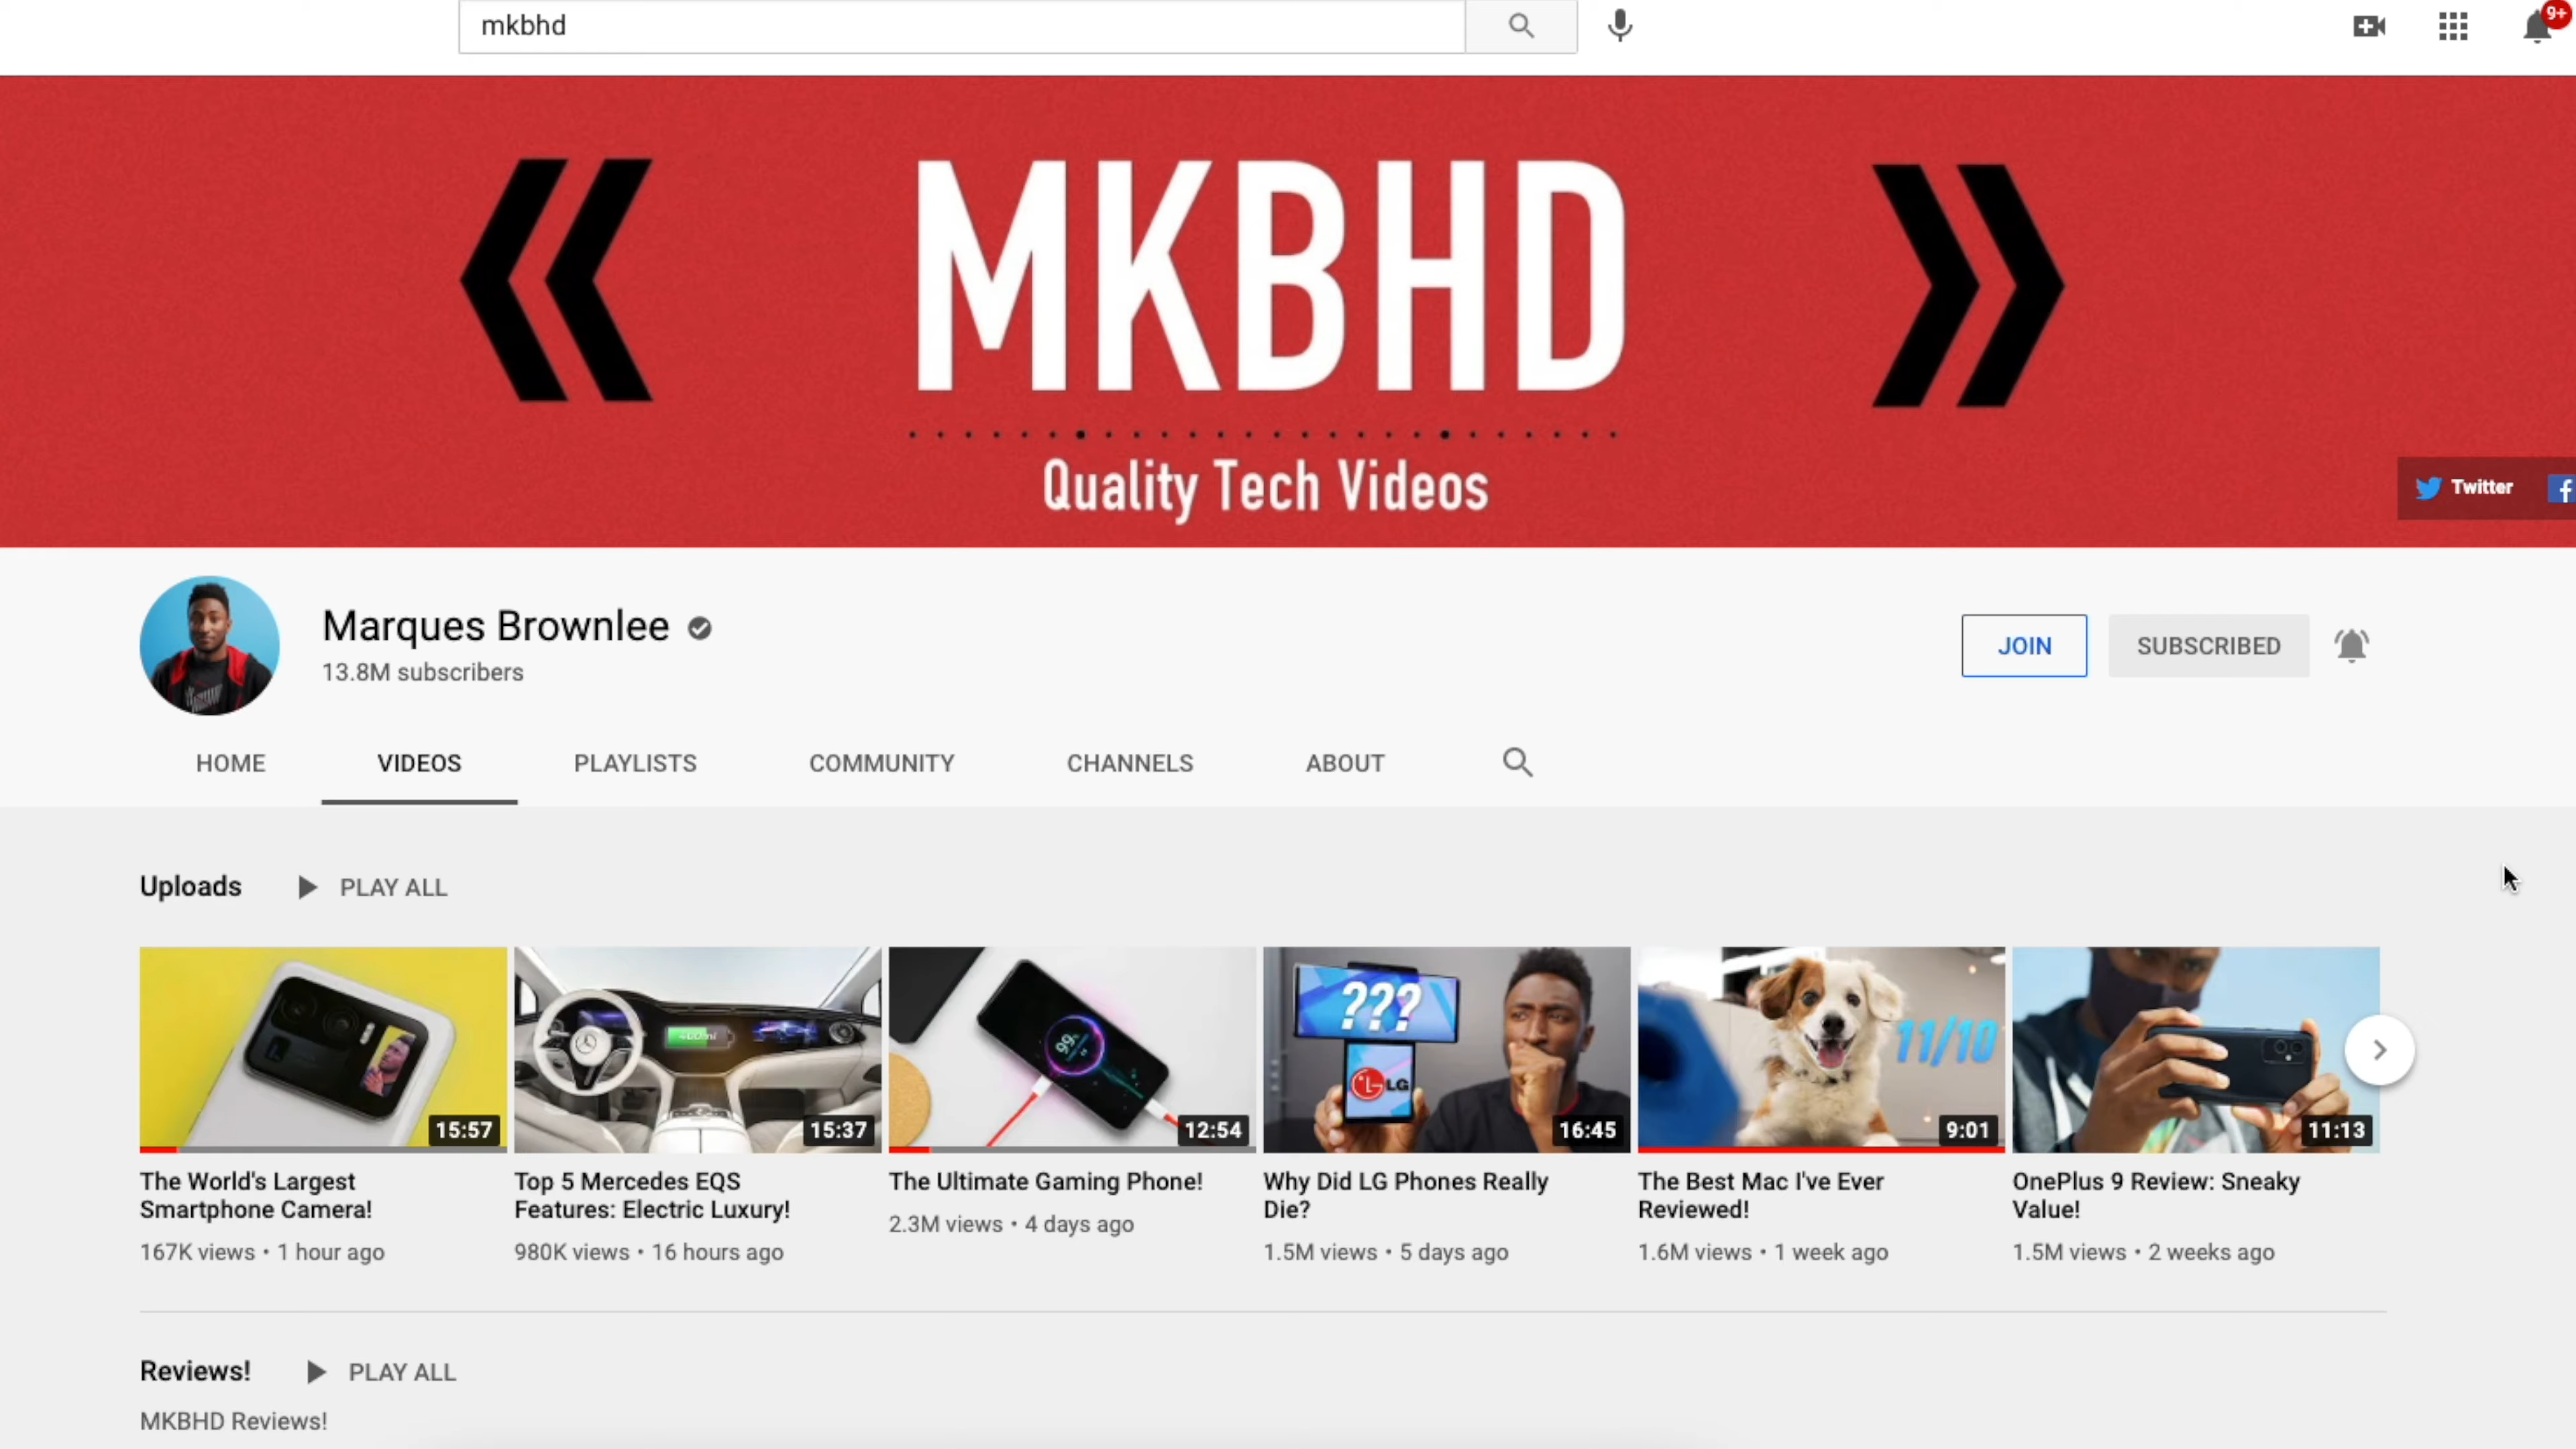 mkbhd
9+
MKBHD
Quality Tech Videos
Twitter
Marques Brownlee
13.8M subscribers
JOIN
SUBSCRIBED
HOME
VIDEOS
PLAYLISTS
COMMUNITY
CHANNELS
ABOUT
Uploads
PLAY ALL
15:57
The World's Largest
Smartphone Camera!
167K views • 1 hour ago
15:37
Top 5 Mercedes EQS
Features: Electric Luxury!
980K views • 16 hours ago
99
12:54
The Ultimate Gaming Phone!
2.3M views • 4 days ago
???
LG
16:45
Why Did LG Phones Really
Die?
1.5M views • 5 days ago
11/10
9:01
The Best Mac I've Ever
Reviewed!
1.6M views • 1 week ago
11:13
OnePlus 9 Review: Sneaky
Value!
1.5M views • 2 weeks ago
Reviews!
PLAY ALL
MKBHD Reviews!